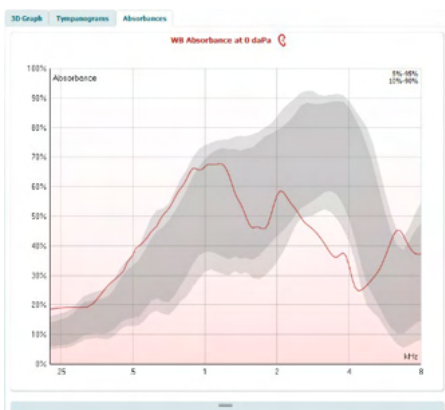 3D Graph Tympanograms Absorbances
WB Absorbance at 0 daPa
100%
Absorbance
5%-95%
10%-90%
90%
80%
70%
60%
50%
40%
30%
20%
10%
0%
kHz
.25 .5 1 2 4 8